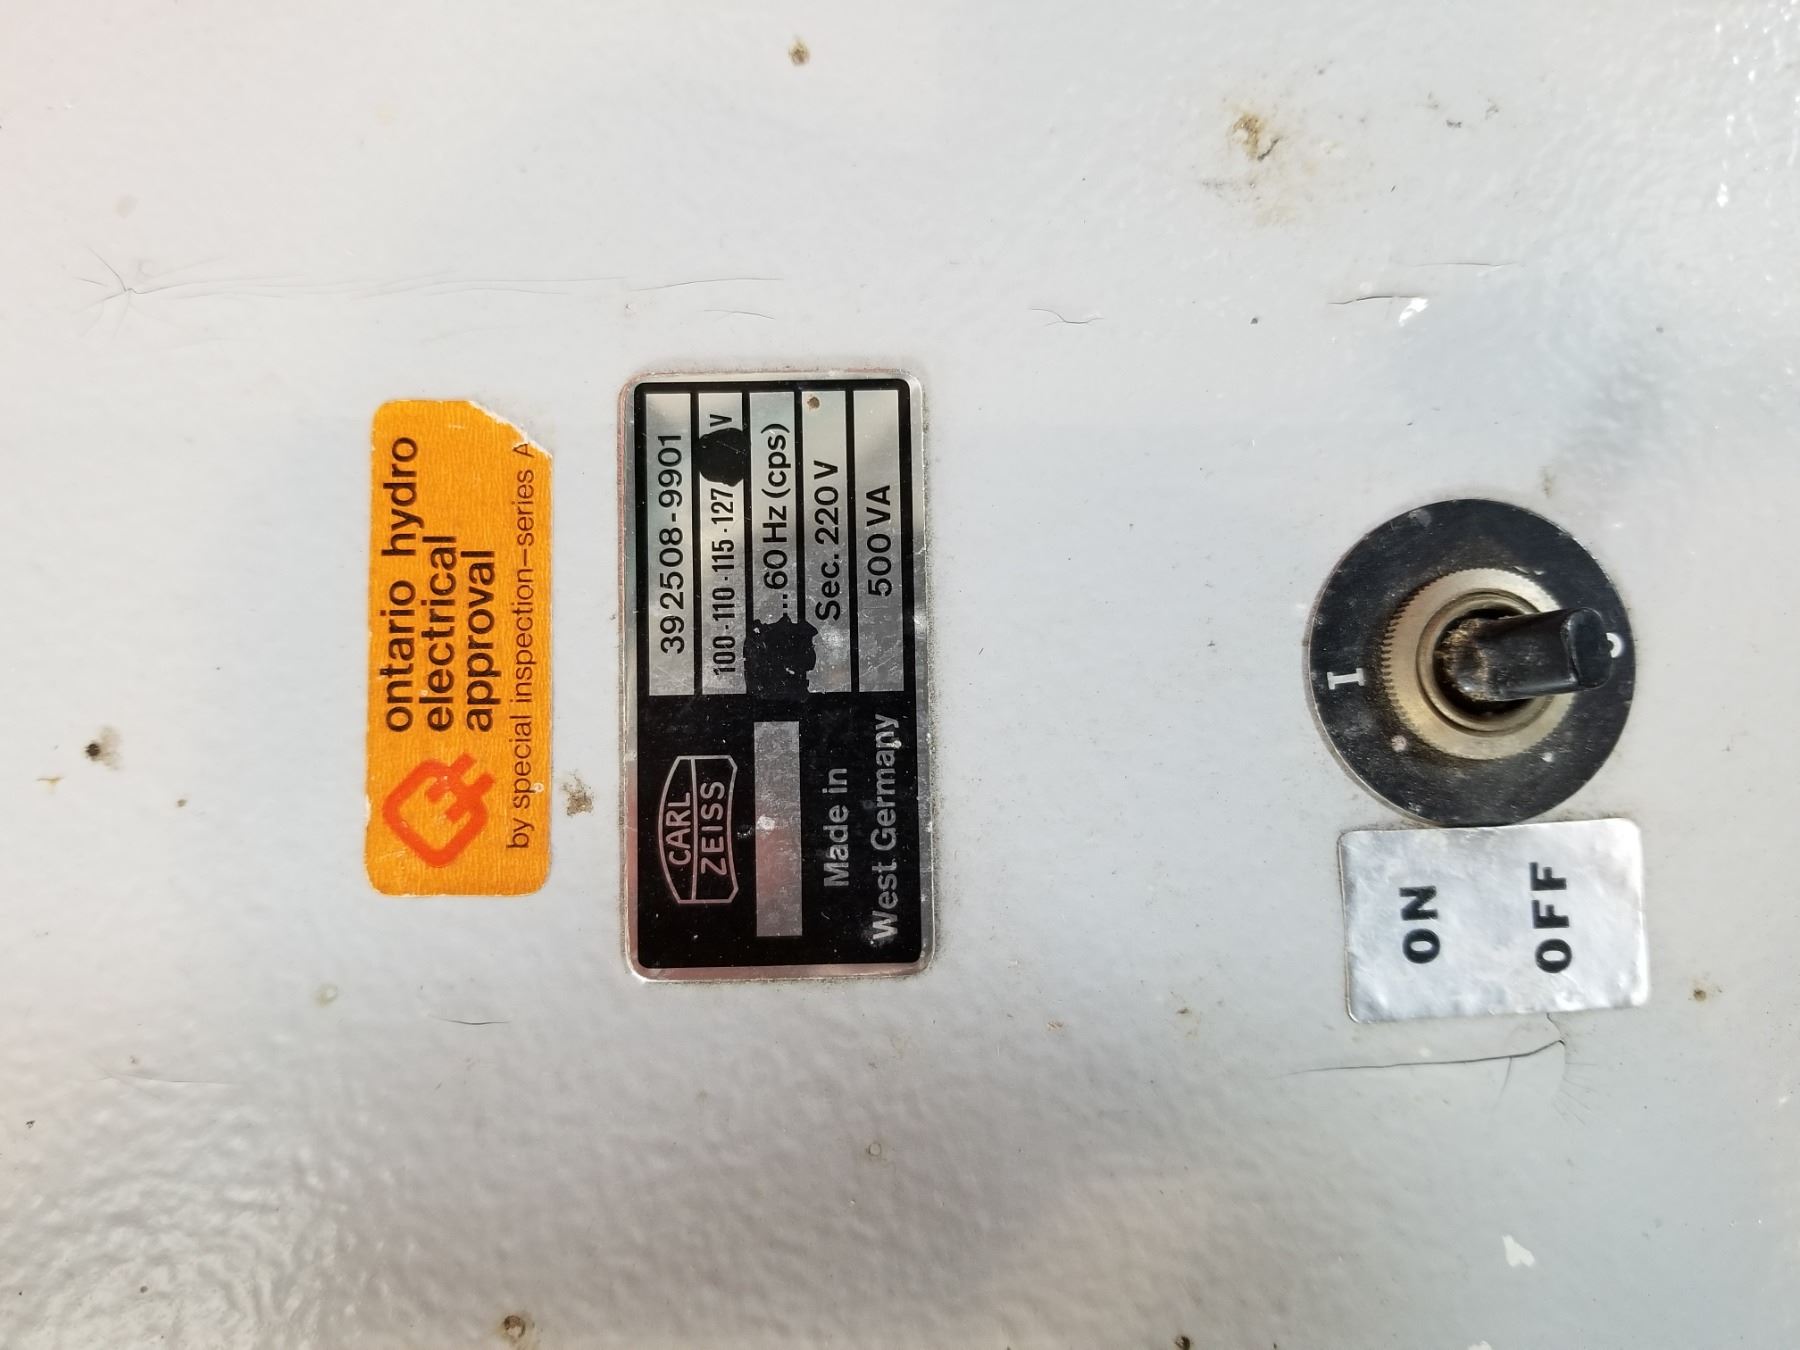 ontario hydro
electrical
approval
by special inspection–series A
CARL
ZEISS
Made in
West Germany
392508-9901
100·110·115·127 V
...60 Hz (cps)
Sec. 220 V
500 VA
I
ON
OFF